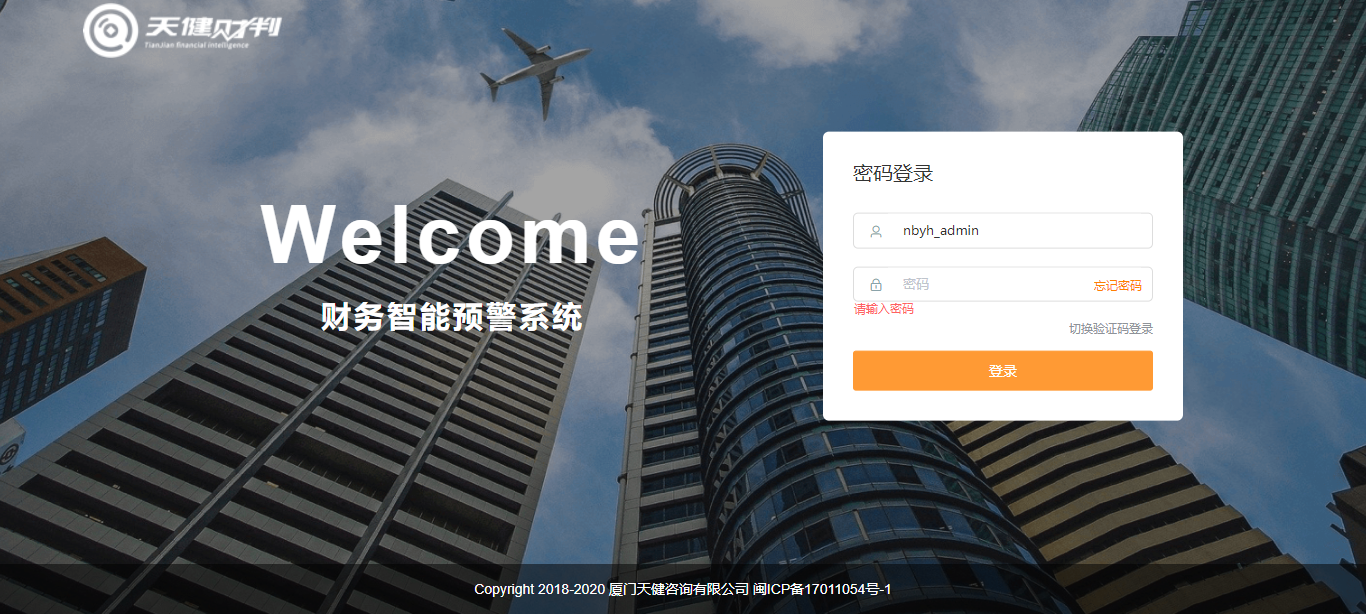 天健财判
TianJian financial intelligence
Welcome
财务智能预警系统
密码登录
nbyh_admin
密码
忘记密码
请输入密码
切换验证码登录
登录
Copyright 2018-2020 厦门天健咨询有限公司 闽ICP备17011054号-1